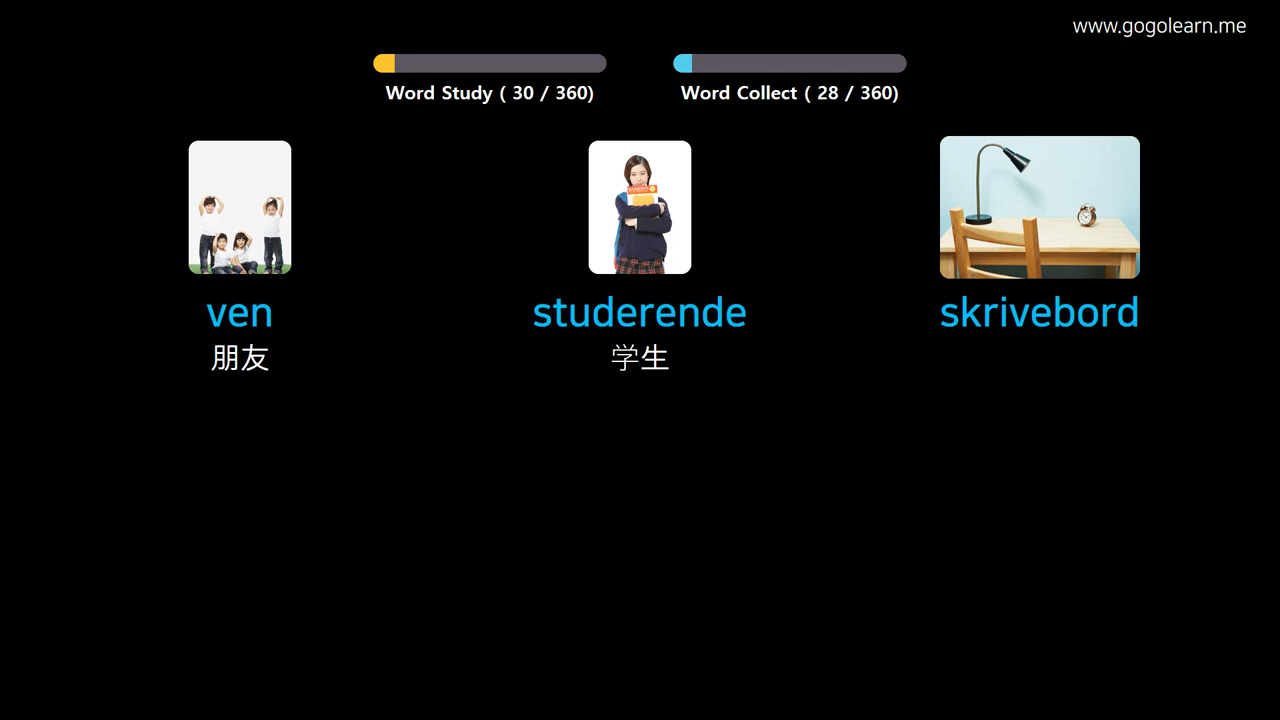 www.gogolearn.me
Word Study ( 30 / 360)
Word Collect ( 28 / 360)
ven
studerende
skrivebord
朋友
学生